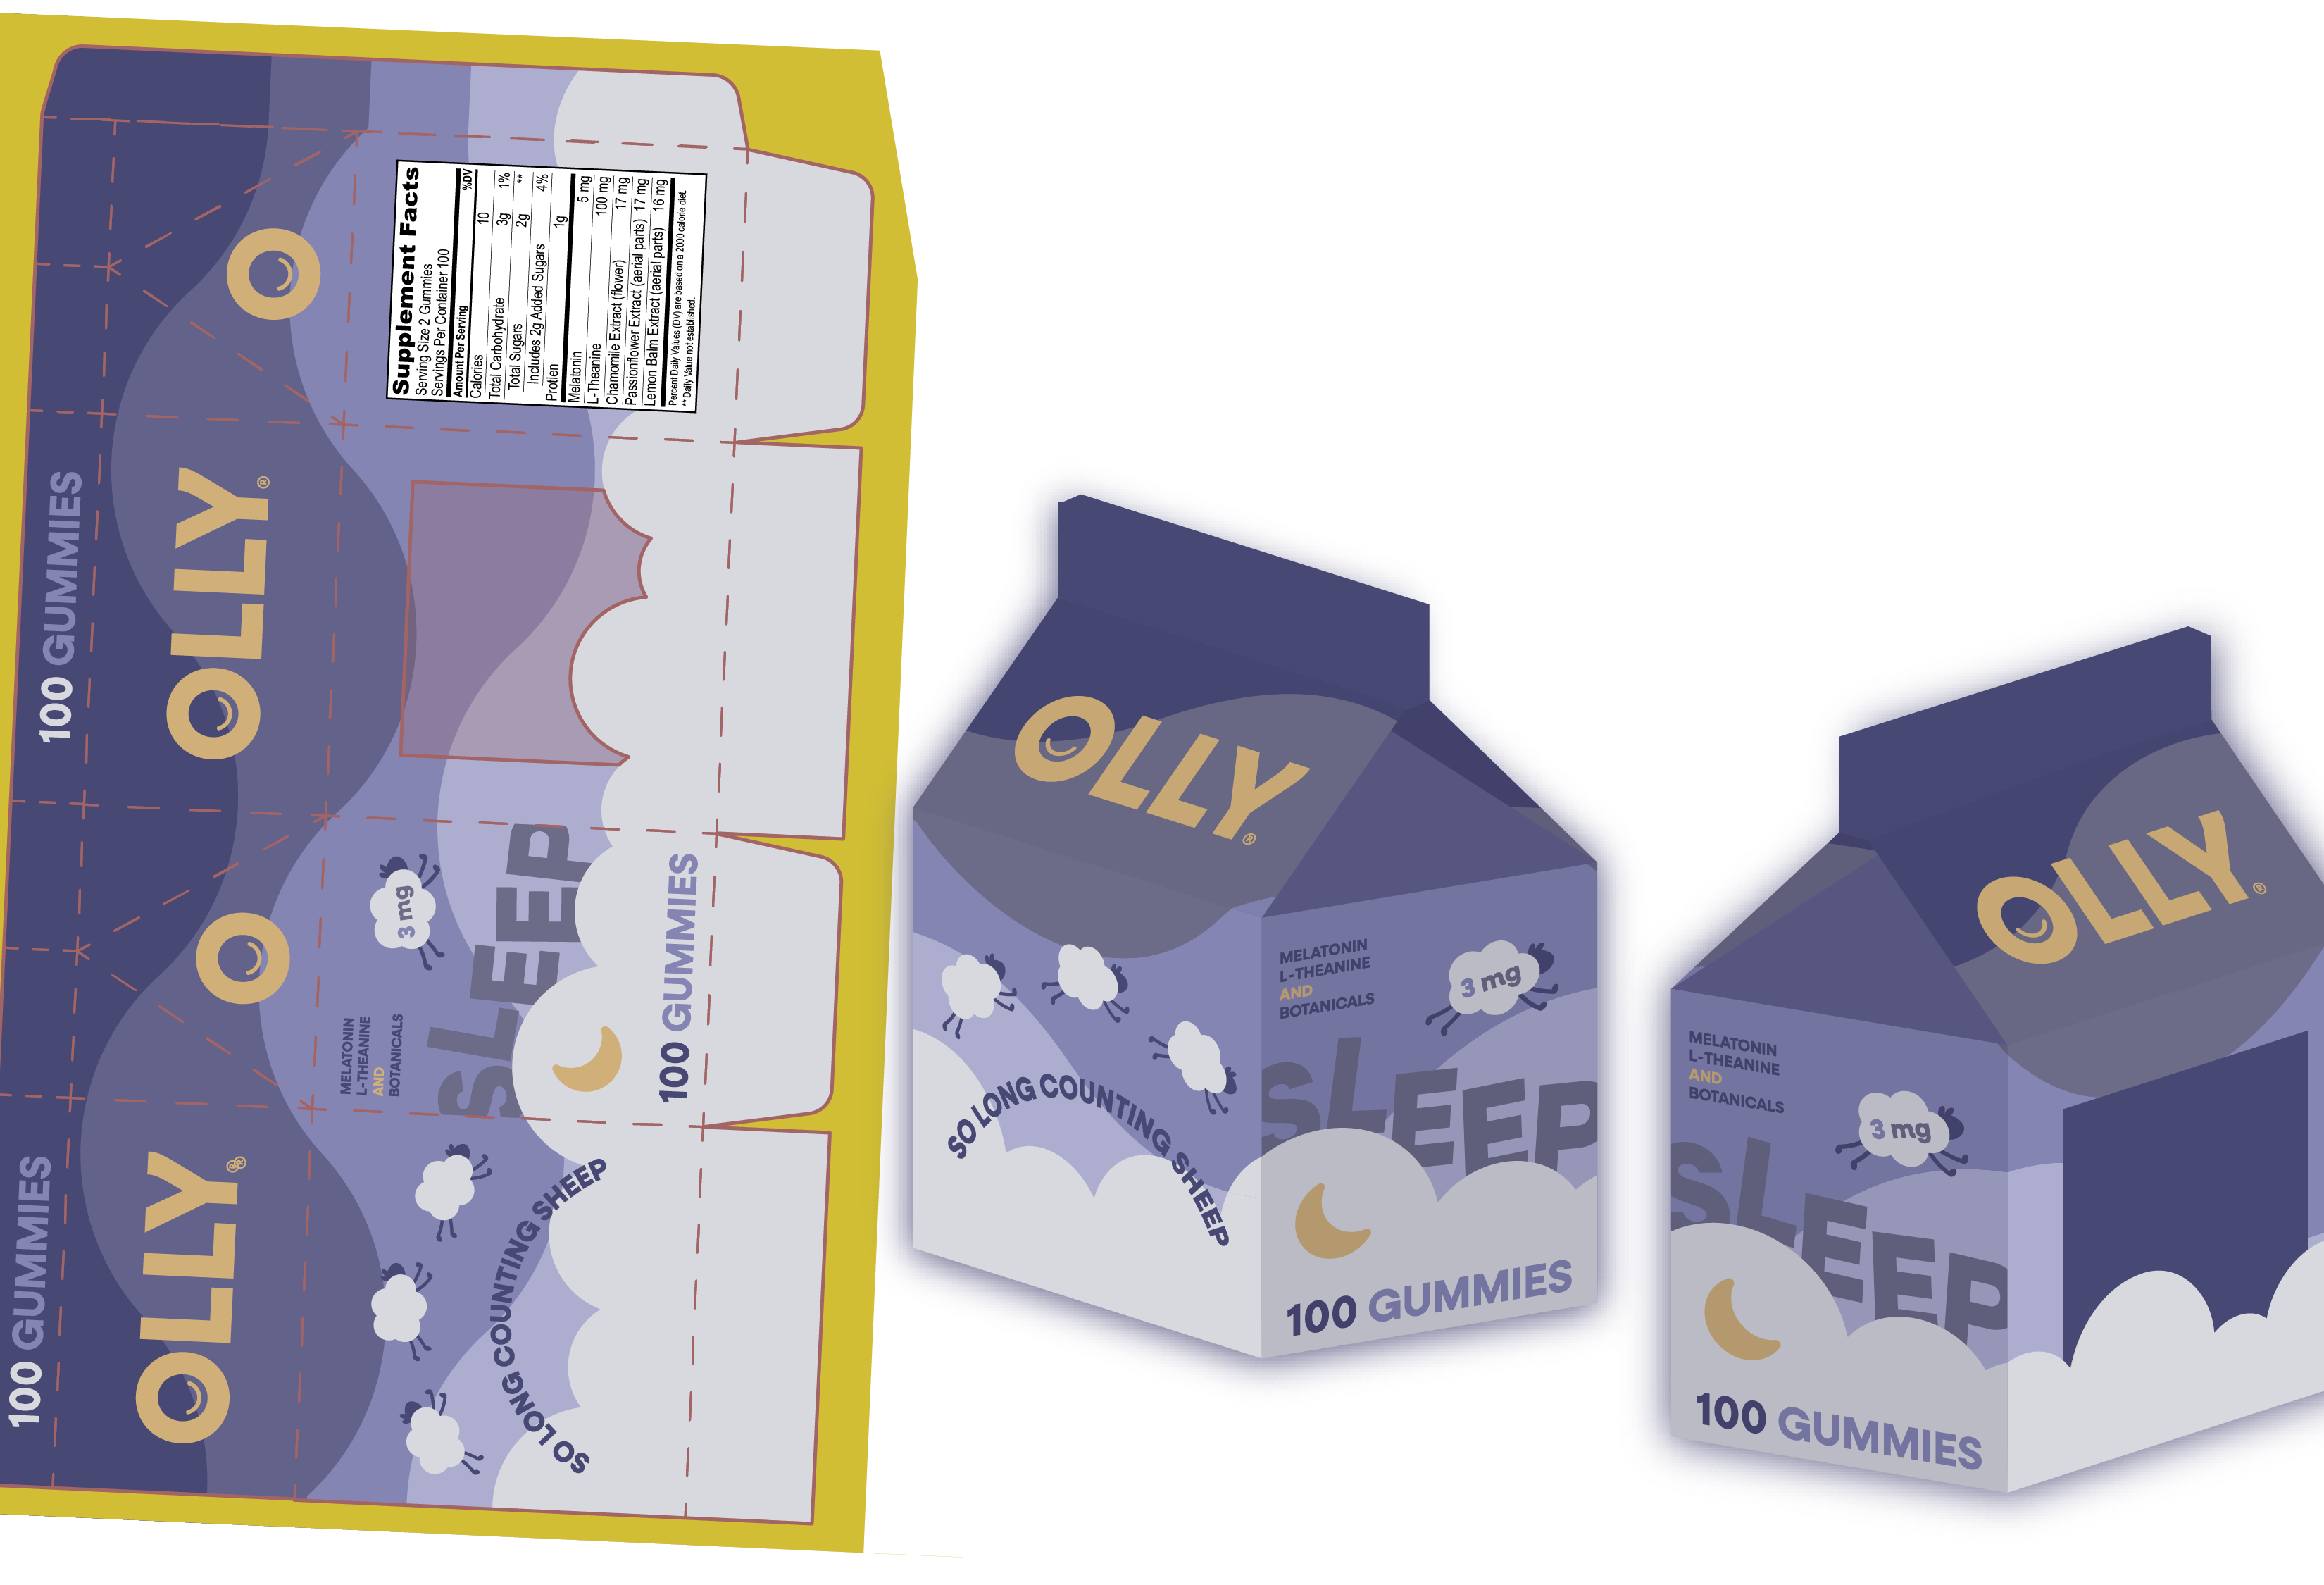 Supplement Facts
Serving Size 2 Gummies
Servings Per Container 100
Amount Per Serving %DV
Calories 10
Total Carbohydrate 3g 1%
Total Sugars 2g **
Includes 2g Added Sugars 4%
Protien 1g
Melatonin 5 mg
L-Theanine 100 mg
Chamomile Extract (flower) 17 mg
Passionflower Extract (aerial parts) 17 mg
Lemon Balm Extract (aerial parts) 16 mg
Percent Daily Values (DV) are based on a 2000 calorie diet.
** Daily Value not established.
100 GUMMIES
OLLY®
O
3 mg
MELATONIN
L-THEANINE
AND
BOTANICALS
SLEEP
100 GUMMIES
O
100 GUMMIES
OLLY®®
SO LONG COUNTING SHEEP
OLLY®
SO LONG COUNTING SHEEP
MELATONIN
L-THEANINE
AND
BOTANICALS
3 mg
SLEEP
100 GUMMIES
OLLY®
MELATONIN
L-THEANINE
AND
BOTANICALS
3 mg
SLEEP
100 GUMMIES